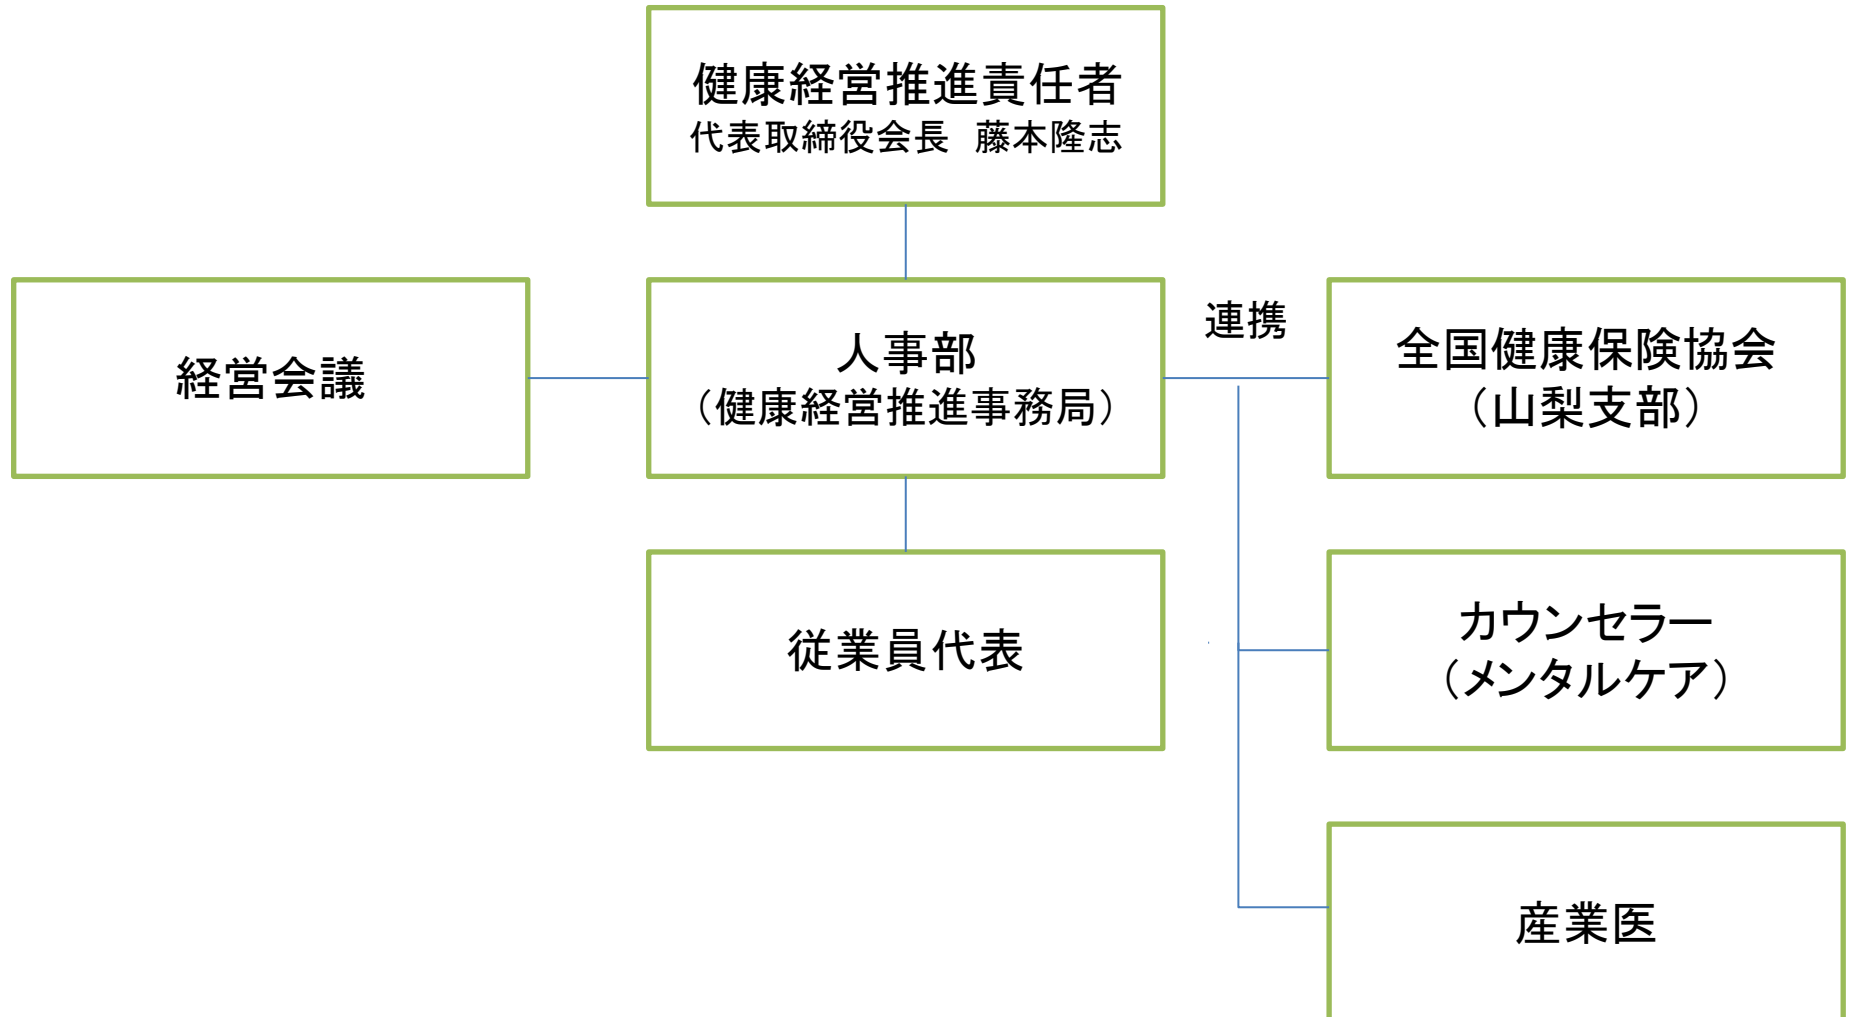 健康経営推進責任者
代表取締役会長　藤本隆志
経営会議
人事部
（健康経営推進事務局）
連携
全国健康保険協会
（山梨支部）
従業員代表
カウンセラー
（メンタルケア）
産業医